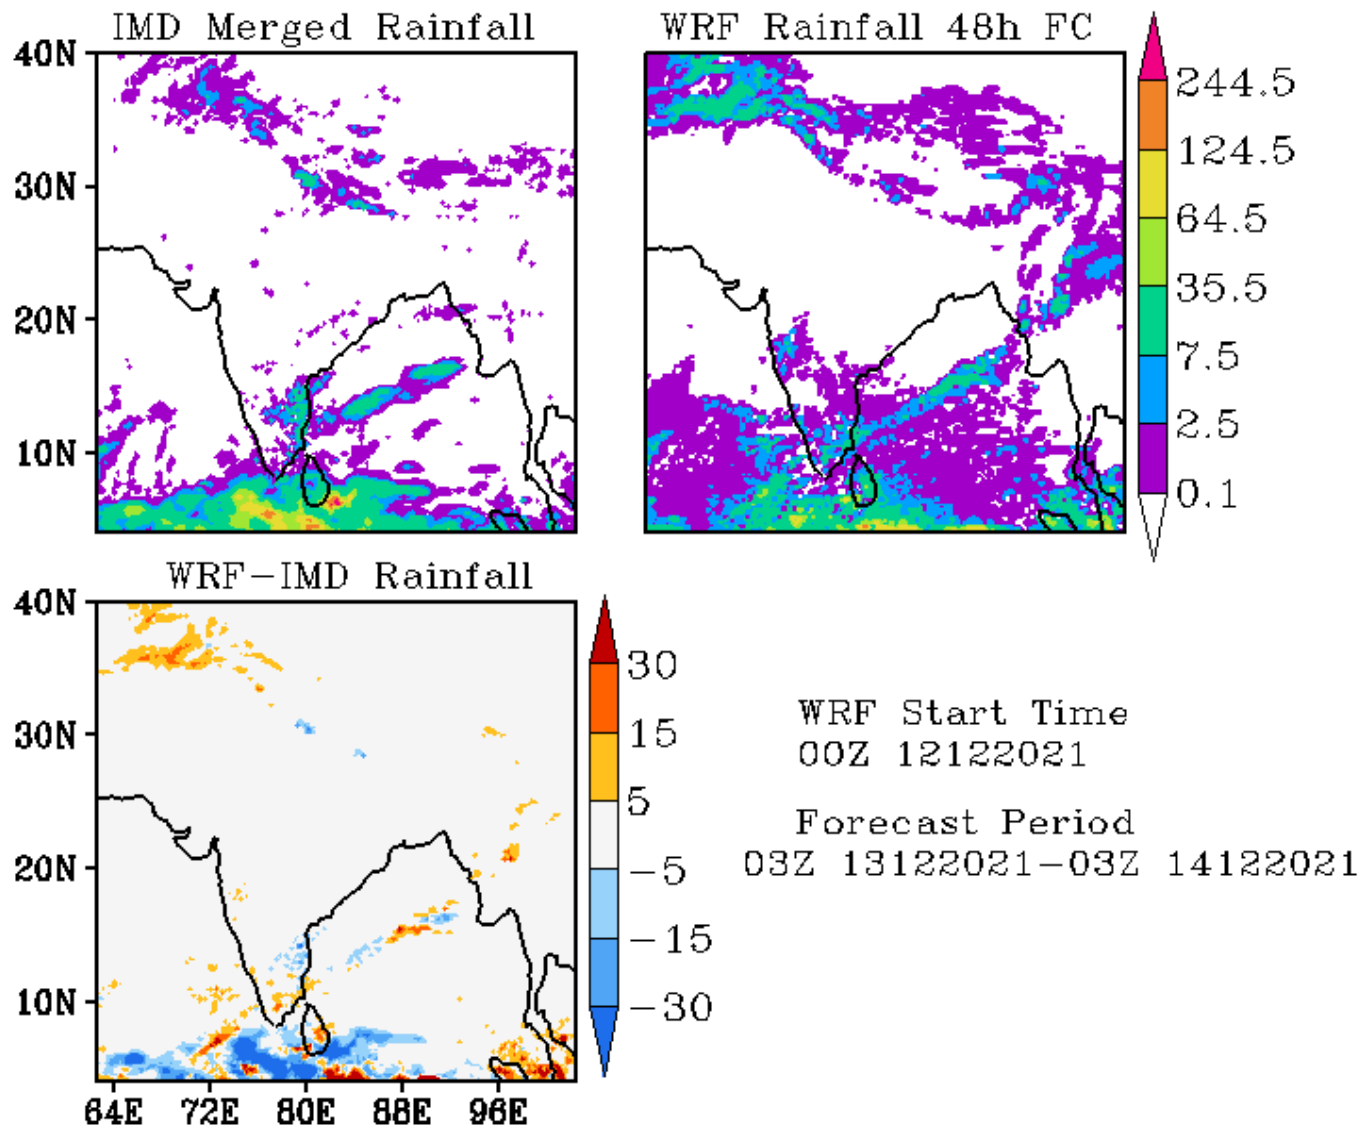 IMD Merged Rainfall
WRF Rainfall 48h FC
40N
30N
20N
10N
244.5
124.5
64.5
35.5
7.5
2.5
0.1
WRF-IMD Rainfall
40N
30N
20N
10N
64E 72E 80E 88E 96E
30
15
5
-5
-15
-30
WRF Start Time
00Z 12122021
Forecast Period
03Z 13122021-03Z 14122021